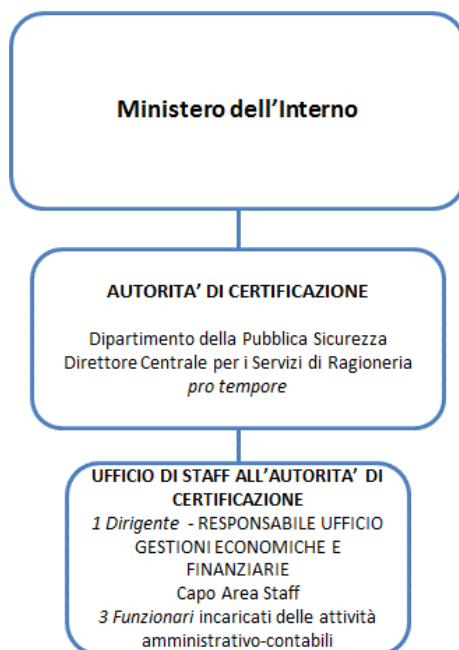 Ministero dell'Interno
AUTORITA' DI CERTIFICAZIONE
Dipartimento della Pubblica Sicurezza
Direttore Centrale per i Servizi di Ragioneria
pro tempore
UFFICIO DI STAFF ALL'AUTORITA' DI
CERTIFICAZIONE
1 Dirigente - RESPONSABILE UFFICIO
GESTIONI ECONOMICHE E
FINANZIARIE
Capo Area Staff
3 Funzionari incaricati delle attività
amministrativo-contabili